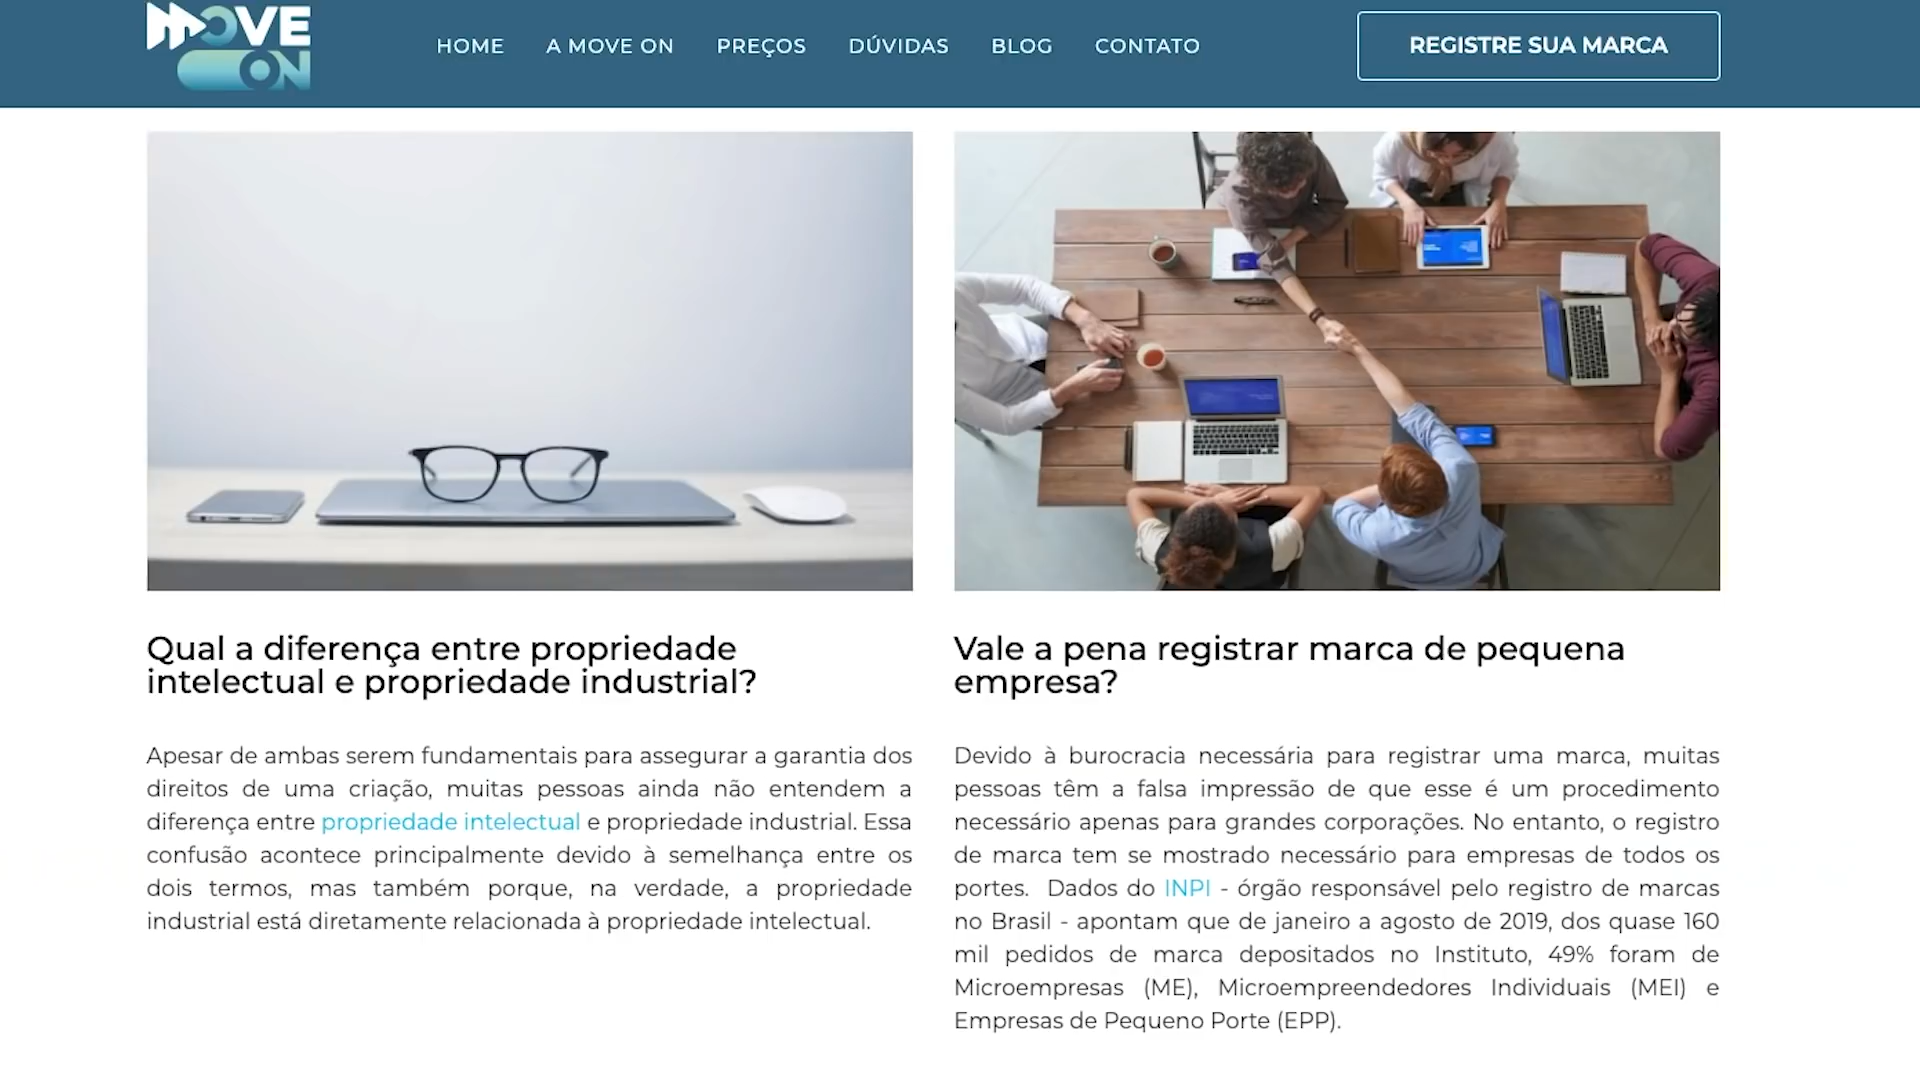 MOVE
ON
HOME
A MOVE ON
PREÇOS
DÚVIDAS
BLOG
CONTATO
REGISTRE SUA MARCA
Qual a diferença entre propriedade
intelectual e propriedade industrial?
Apesar de ambas serem fundamentais para assegurar a garantia dos
direitos de uma criação, muitas pessoas ainda não entendem a
diferença entre propriedade intelectual e propriedade industrial. Essa
confusão acontece principalmente devido à semelhança entre os
dois termos, mas também porque, na verdade, a propriedade
industrial está diretamente relacionada à propriedade intelectual.
Vale a pena registrar marca de pequena
empresa?
Devido à burocracia necessária para registrar uma marca, muitas
pessoas têm a falsa impressão de que esse é um procedimento
necessário apenas para grandes corporações. No entanto, o registro
de marca tem se mostrado necessário para empresas de todos os
portes. Dados do INPI - órgão responsável pelo registro de marcas
no Brasil - apontam que de janeiro a agosto de 2019, dos quase 160
mil pedidos de marca depositados no Instituto, 49% foram de
Microempresas (ME), Microempreendedores Individuais (MEI) e
Empresas de Pequeno Porte (EPP).